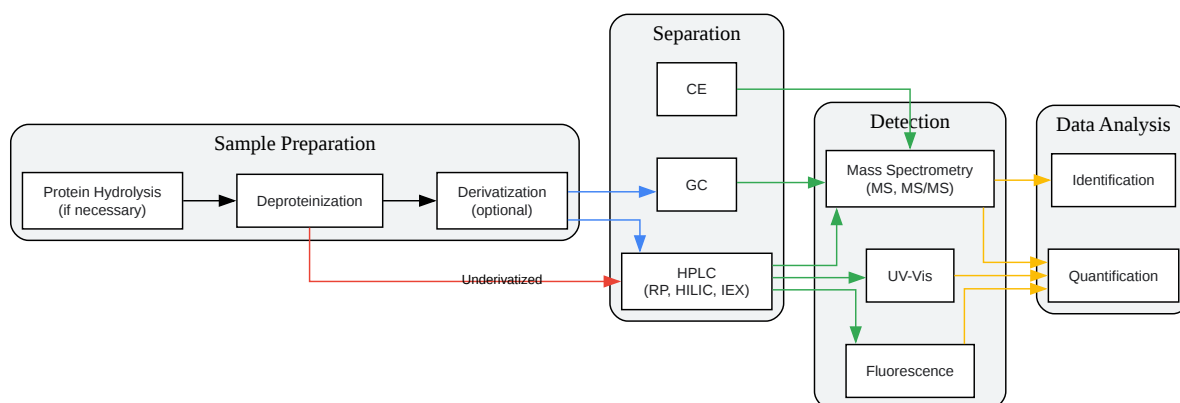 Sample Preparation
Protein Hydrolysis
(if necessary)
Deproteinization
Derivatization
(optional)
Underivatized
Separation
CE
GC
HPLC
(RP, HILIC, IEX)
Detection
Mass Spectrometry
(MS, MS/MS)
UV-Vis
Fluorescence
Data Analysis
Identification
Quantification